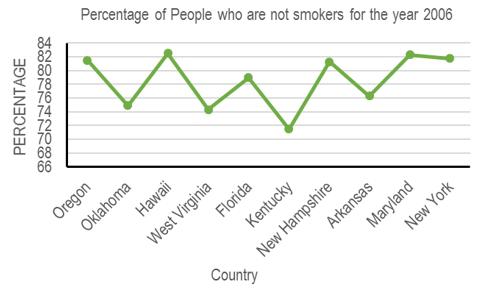 Percentage of People who are not smokers for the year 2006
PERCENTAGE
84
82
80
78
76
74
72
70
68
66
Oregon
Oklahoma
Hawaii
West Virginia
Florida
Kentucky
New Hampshire
Arkansas
Maryland
New York
Country